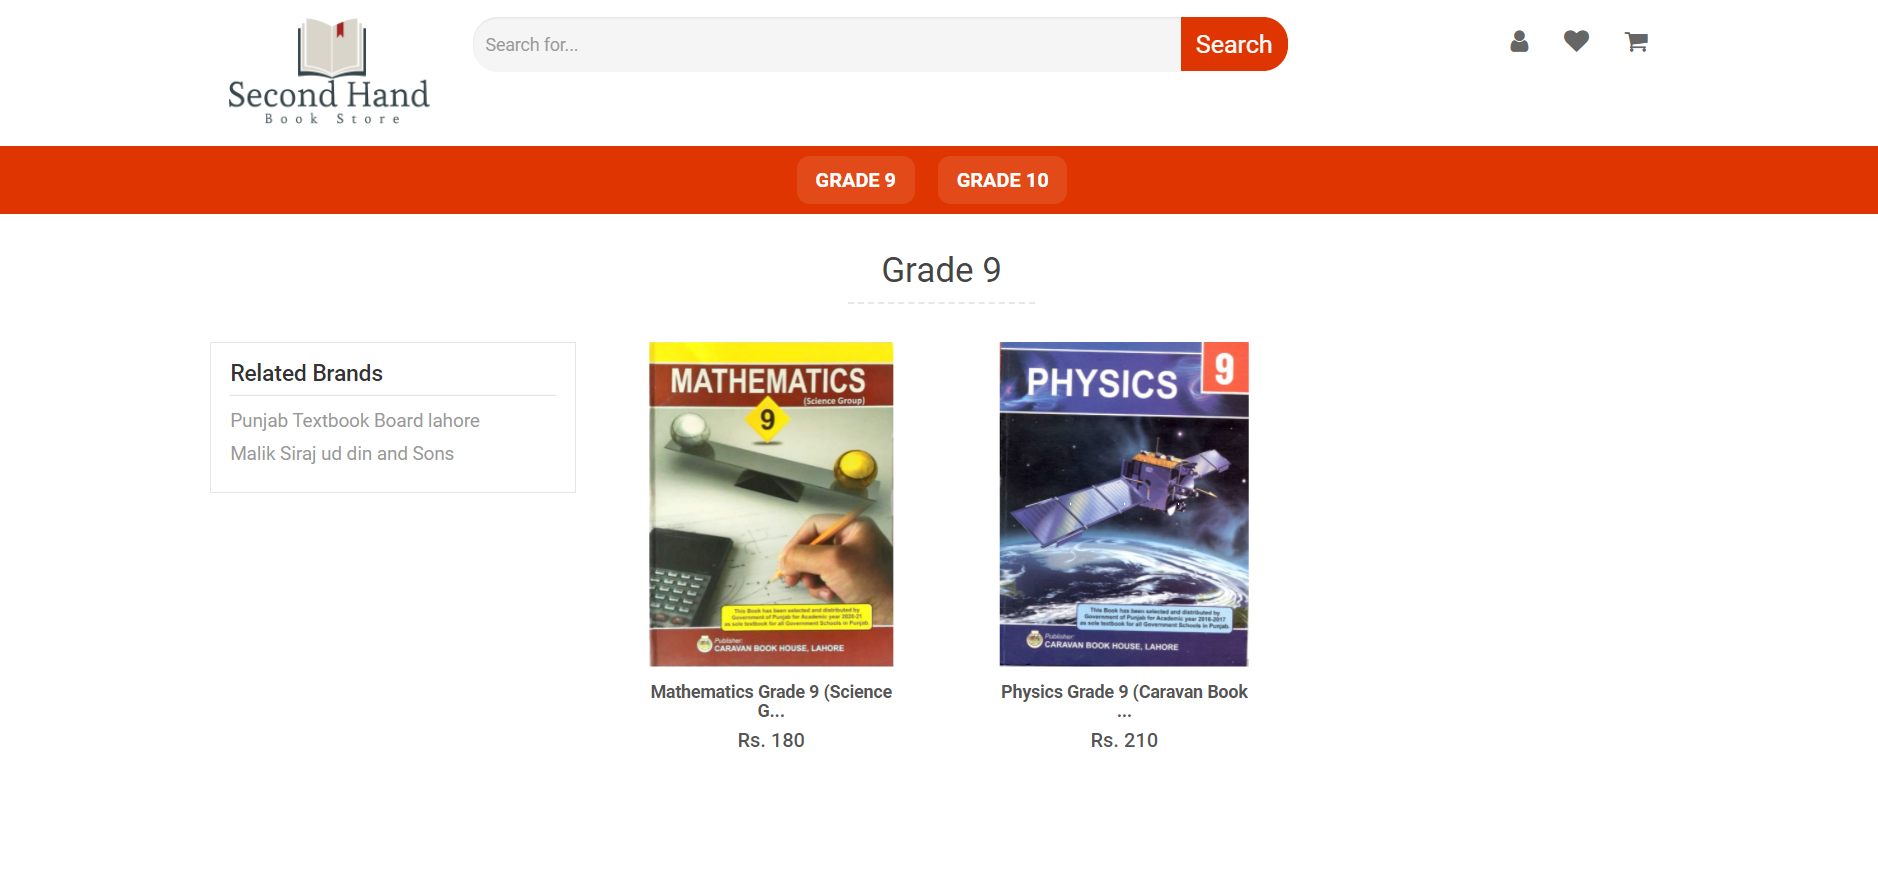 Second Hand
Book Store
Search for...
Search
GRADE 9
GRADE 10
Grade 9
Related Brands
Punjab Textbook Board lahore
Malik Siraj ud din and Sons
MATHEMATICS
(Science Group)
9
This Book has been selected and distributed by
Government of Punjab for Academic year 2020-21
as sole textbook for all Government Schools in Punjab.
Publisher:
CARAVAN BOOK HOUSE, LAHORE
Mathematics Grade 9 (Science
G...
Rs. 180
PHYSICS
9
This Book has been selected and distributed by
Government of Punjab for Academic year 2016-2017
as sole textbook for all Government Schools in Punjab.
Publisher:
CARAVAN BOOK HOUSE, LAHORE
Physics Grade 9 (Caravan Book
...
Rs. 210